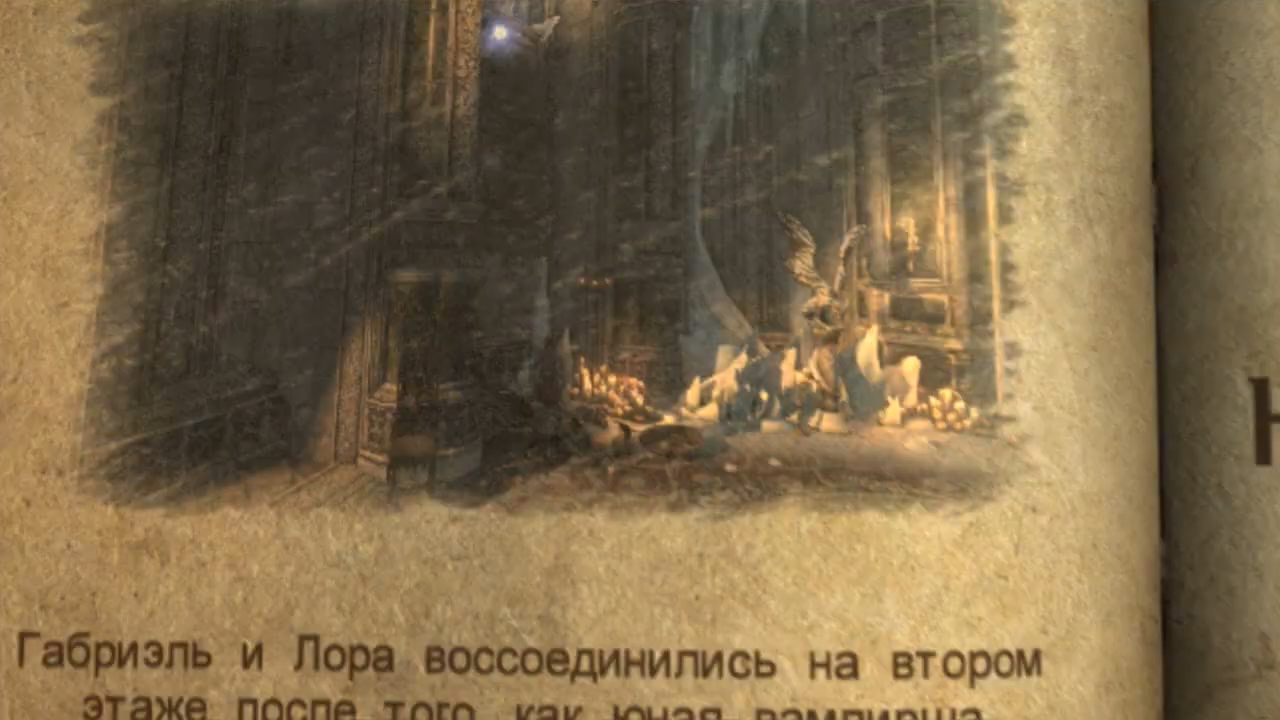 Габриэль и Лора воссоединились на втором
этаже после того, как юная вампирша